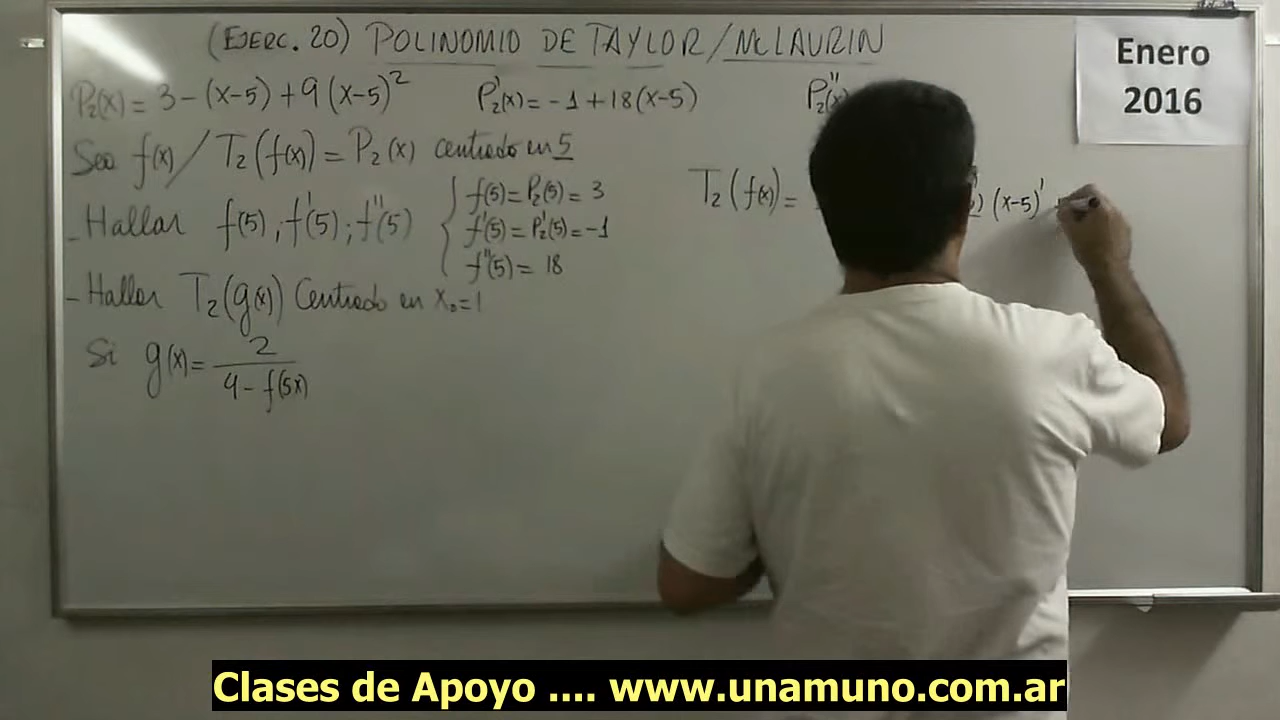 (EJERC. 20) POLINOMIO DE TAYLOR/MCLAURIN
P₂(x) = 3 - (x-5) + 9 (x-5)²
P₂'(x) = -1 + 18 (x-5)
P₂''(x)
Sea f(x) / T₂(f(x)) = P₂(x) centrado en 5
- Hallar f(5), f'(5); f''(5)
f(5) = P₂(5) = 3
f'(5) = P₂'(5) = -1
f''(5) = 18
- Hallar T₂(g(x)) Centrado en x₀=1
Si g(x) = 2 / (4 - f(5x))
T₂(f(x)) =
) (x-5)'
Enero
2016
Clases de Apoyo .... www.unamuno.com.ar